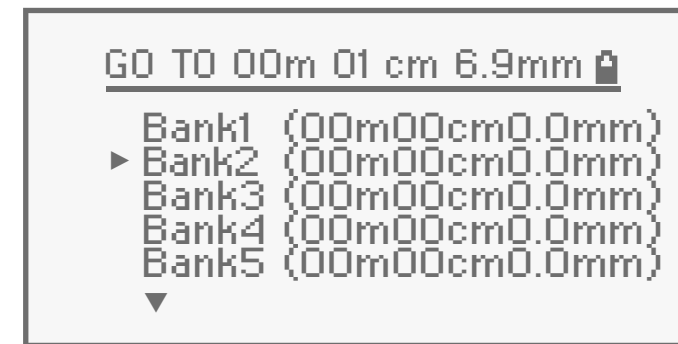 GO TO 00m 01 cm 6.9mm
Bank1 {00m00cm0.0mm}
Bank2 {00m00cm0.0mm}
Bank3 {00m00cm0.0mm}
Bank4 {00m00cm0.0mm}
Bank5 {00m00cm0.0mm}